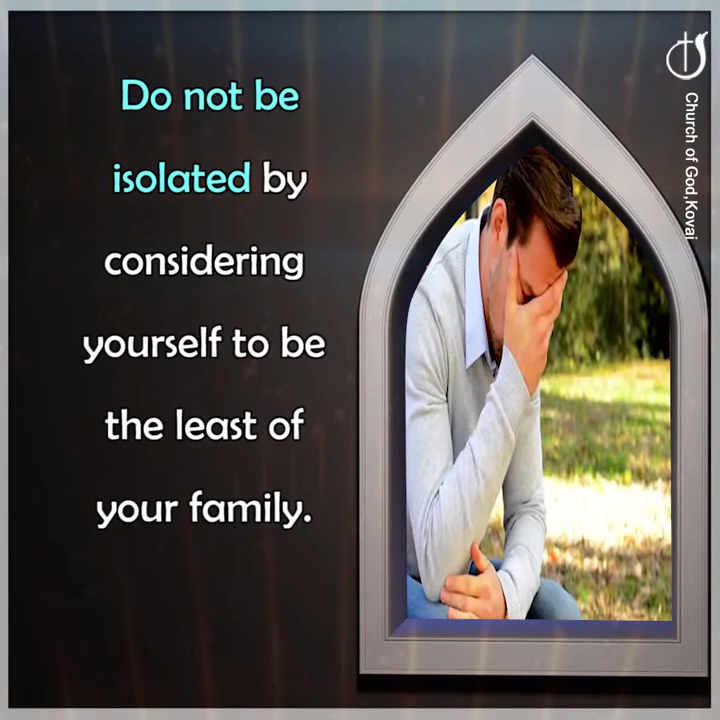 Do not be
isolated by
considering
yourself to be
the least of
your family.
Church of God,Kovai